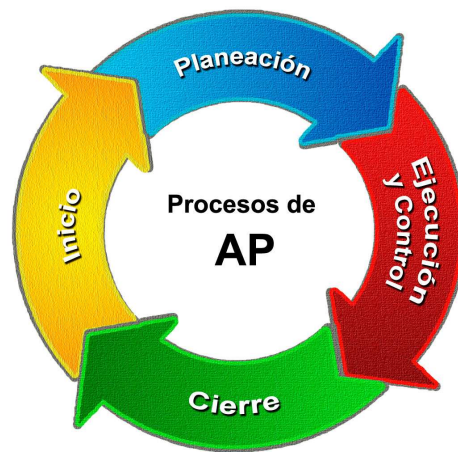 Planeación
Ejecución
y Control
Procesos de
AP
Inicio
Cierre